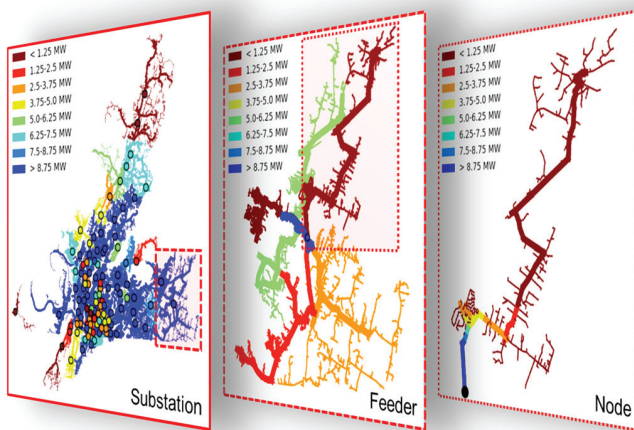 < 1.25 MW
1.25-2.5 MW
2.5-3.75 MW
3.75-5.0 MW
5.0-6.25 MW
6.25-7.5 MW
7.5-8.75 MW
> 8.75 MW
Substation
< 1.25 MW
1.25-2.5 MW
2.5-3.75 MW
3.75-5.0 MW
5.0-6.25 MW
6.25-7.5 MW
7.5-8.75 MW
> 8.75 MW
Feeder
< 1.25 MW
1.25-2.5 MW
2.5-3.75 MW
3.75-5.0 MW
5.0-6.25 MW
6.25-7.5 MW
7.5-8.75 MW
> 8.75 MW
Node